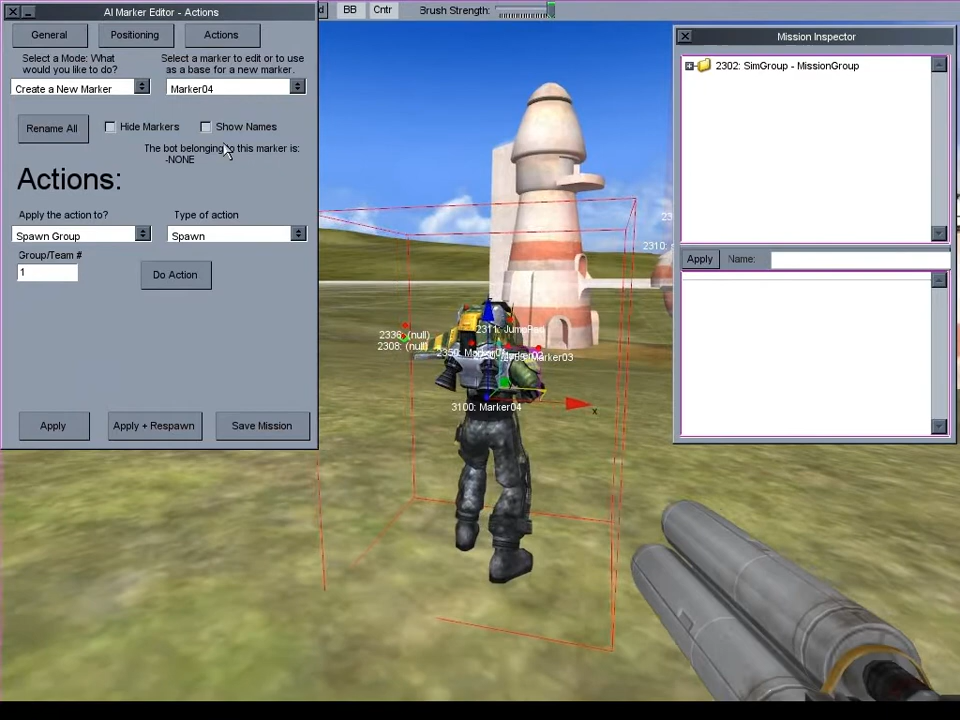 AI Marker Editor - Actions
BB
Cntr
Brush Strength:
General
Positioning
Actions
Select a Mode: What
would you like to do?
Create a New Marker
Select a marker to edit or to use
as a base for a new marker.
Marker04
Rename All
Hide Markers
Show Names
The bot belonging to this marker is:
-NONE
Actions:
Apply the action to?
Spawn Group
Type of action
Spawn
Group/Team #
1
Do Action
Apply
Apply + Respawn
Save Mission
Mission Inspector
2302: SimGroup - MissionGroup
Apply
Name:
2310:
2311: JumpPad
2336: (null)
2308: (null)
3100: Marker04
x